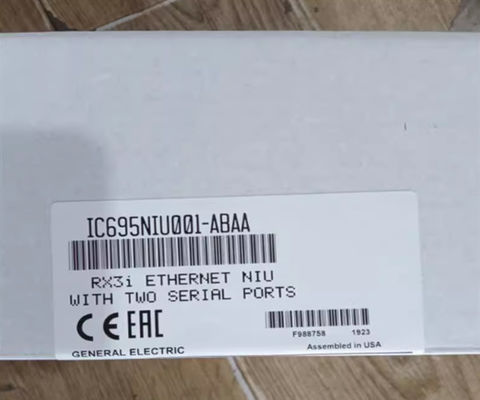 IC695NIU001-ABAA
RX3i ETHERNET NIU
WITH TWO SERIAL PORTS
CE EAC
F988758 1923
GENERAL ELECTRIC
Assembled in USA